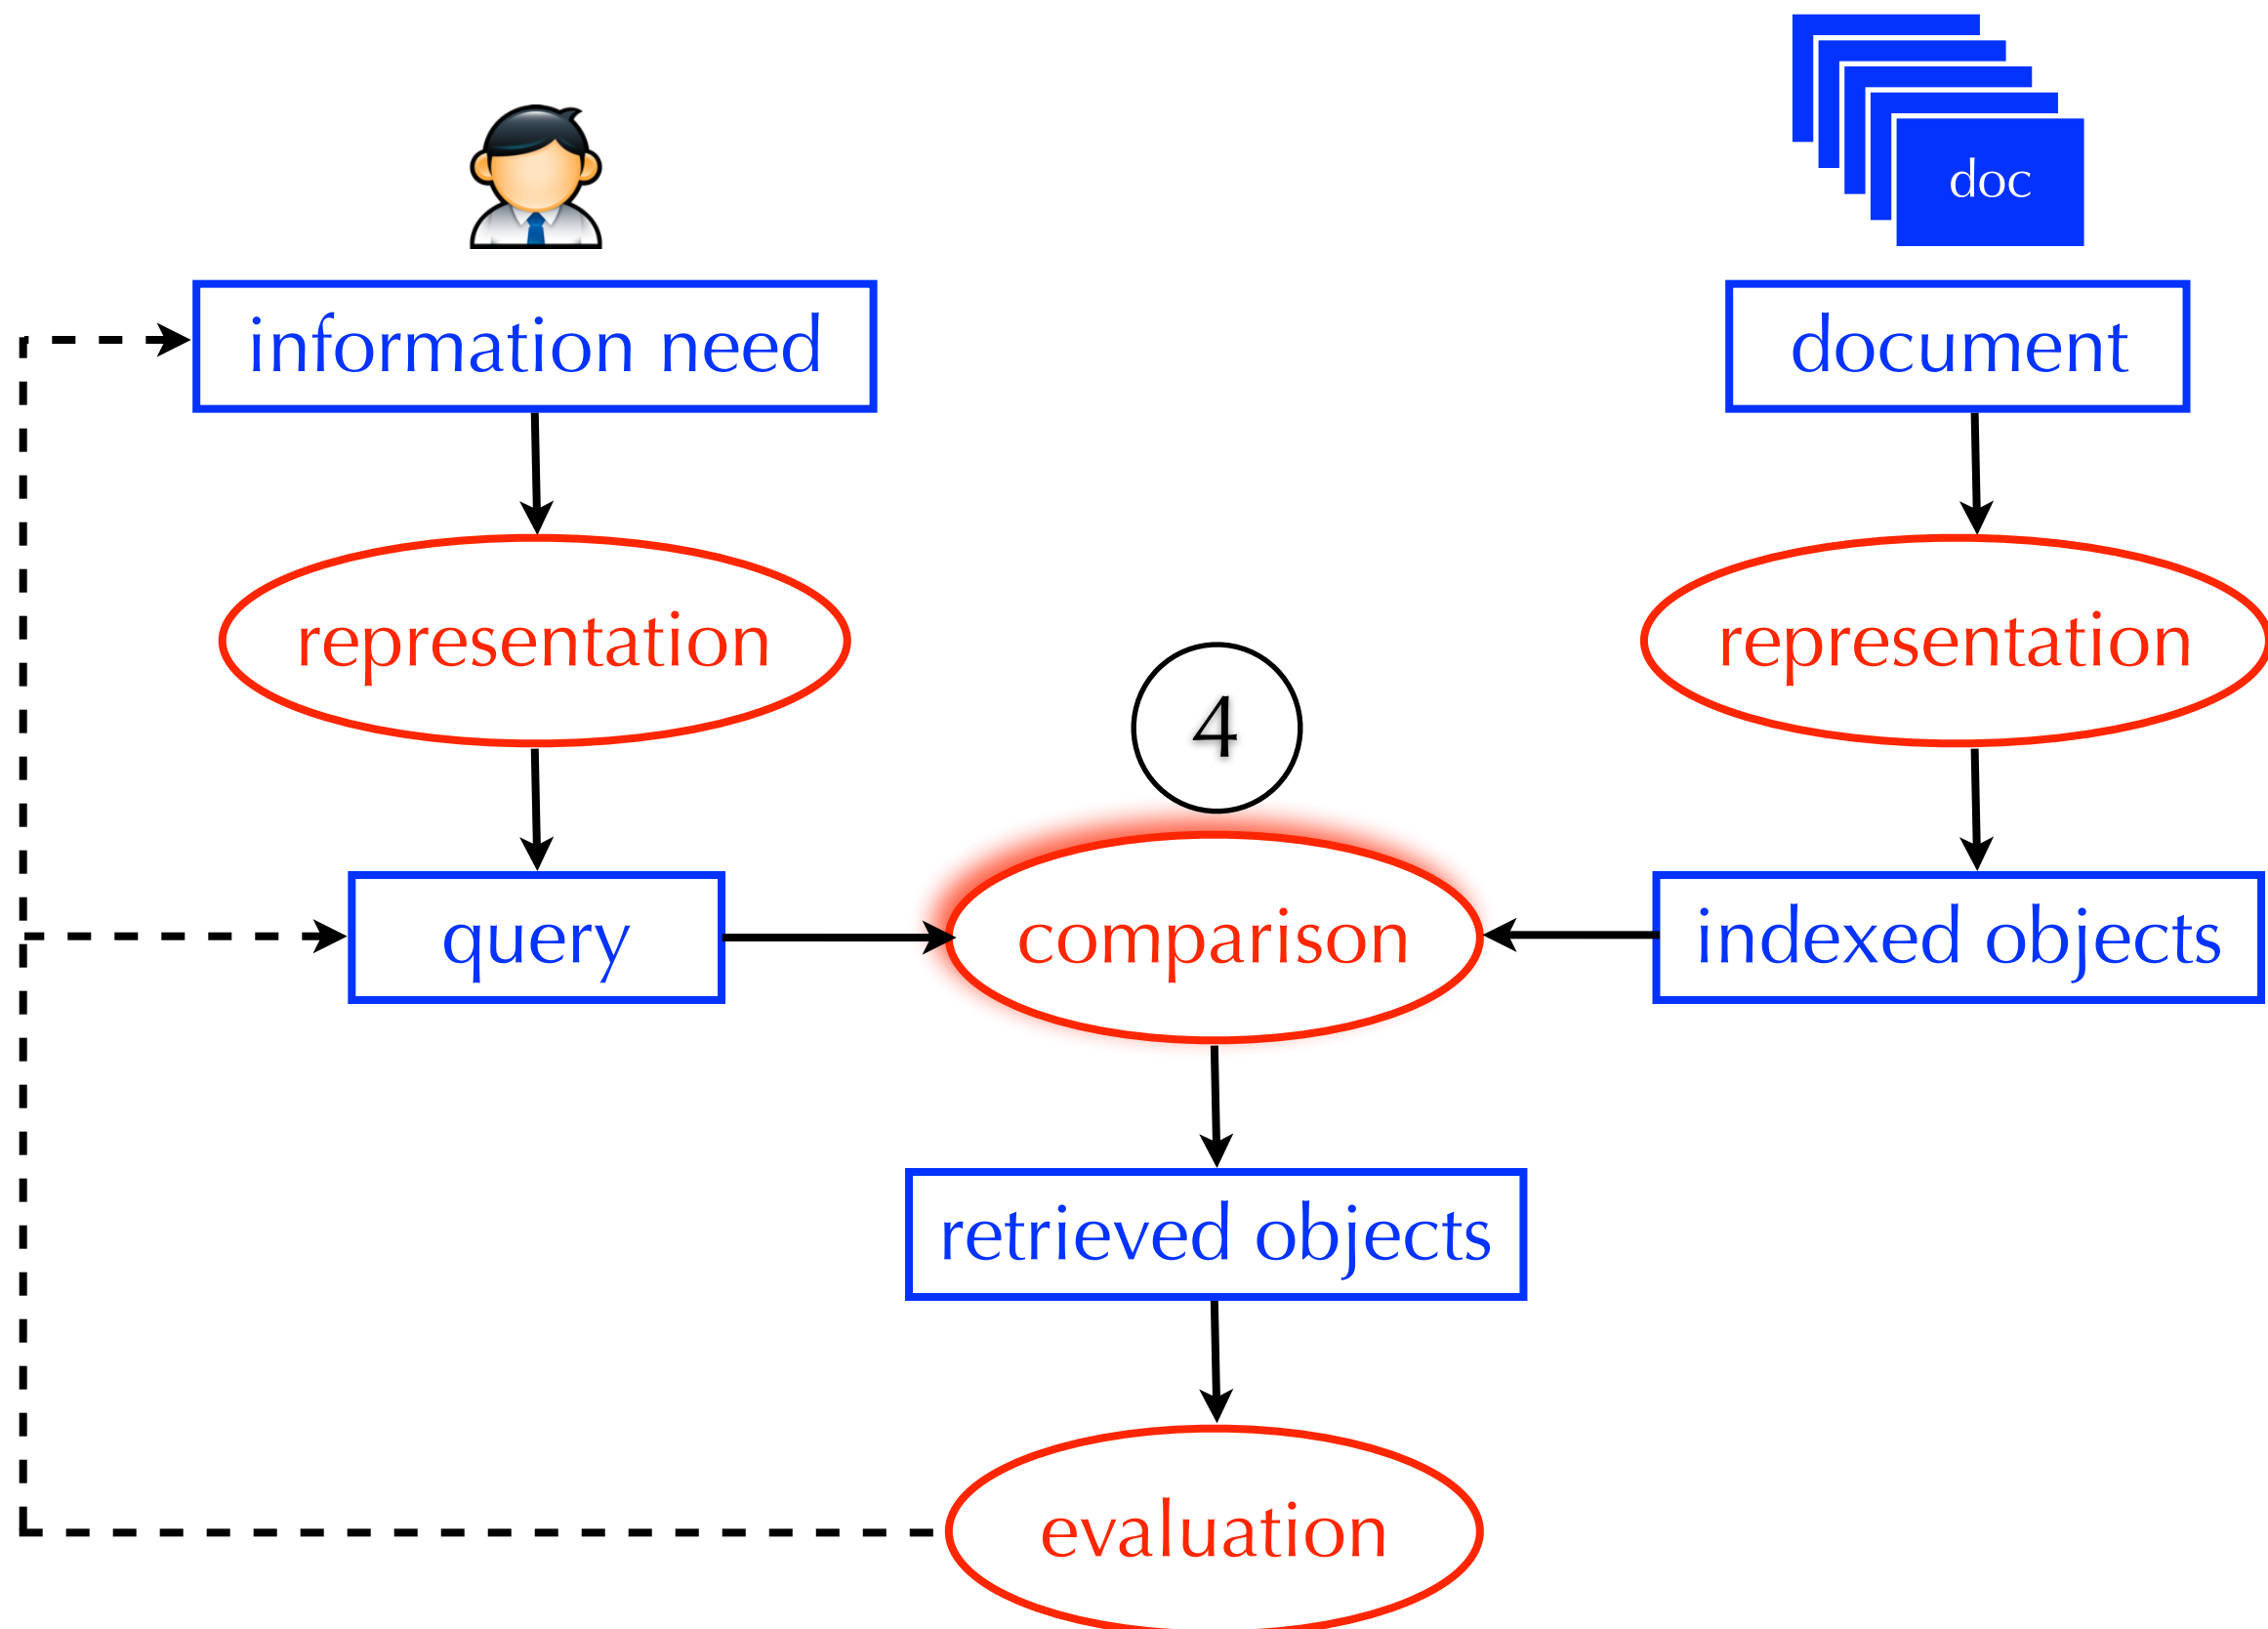 doc
information need
document
representation
representation
4
query
comparison
indexed objects
retrieved objects
evaluation